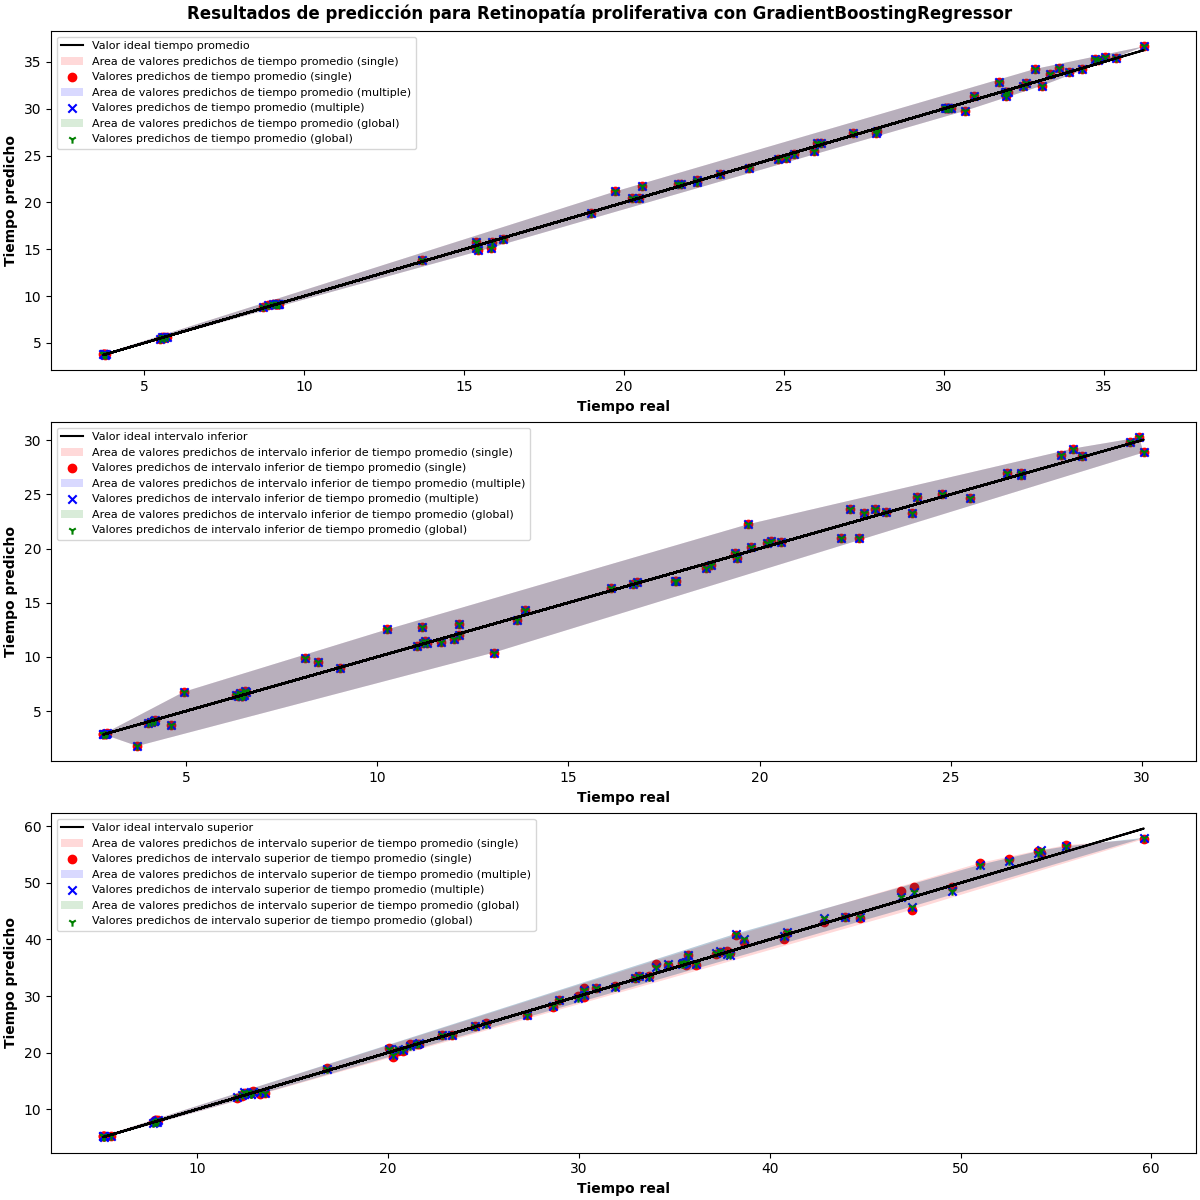 Resultados de predicción para Retinopatía proliferativa con GradientBoostingRegressor
Valor ideal tiempo promedio
Area de valores predichos de tiempo promedio (single)
Valores predichos de tiempo promedio (single)
Area de valores predichos de tiempo promedio (multiple)
Valores predichos de tiempo promedio (multiple)
Area de valores predichos de tiempo promedio (global)
Valores predichos de tiempo promedio (global)
Tiempo predicho
35
30
25
20
15
10
5
5 10 15 20 25 30 35
Tiempo real
Valor ideal intervalo inferior
Area de valores predichos de intervalo inferior de tiempo promedio (single)
Valores predichos de intervalo inferior de tiempo promedio (single)
Area de valores predichos de intervalo inferior de tiempo promedio (multiple)
Valores predichos de intervalo inferior de tiempo promedio (multiple)
Area de valores predichos de intervalo inferior de tiempo promedio (global)
Valores predichos de intervalo inferior de tiempo promedio (global)
Tiempo predicho
30
25
20
15
10
5
5 10 15 20 25 30
Tiempo real
Valor ideal intervalo superior
Area de valores predichos de intervalo superior de tiempo promedio (single)
Valores predichos de intervalo superior de tiempo promedio (single)
Area de valores predichos de intervalo superior de tiempo promedio (multiple)
Valores predichos de intervalo superior de tiempo promedio (multiple)
Area de valores predichos de intervalo superior de tiempo promedio (global)
Valores predichos de intervalo superior de tiempo promedio (global)
Tiempo predicho
60
50
40
30
20
10
10 20 30 40 50 60
Tiempo real